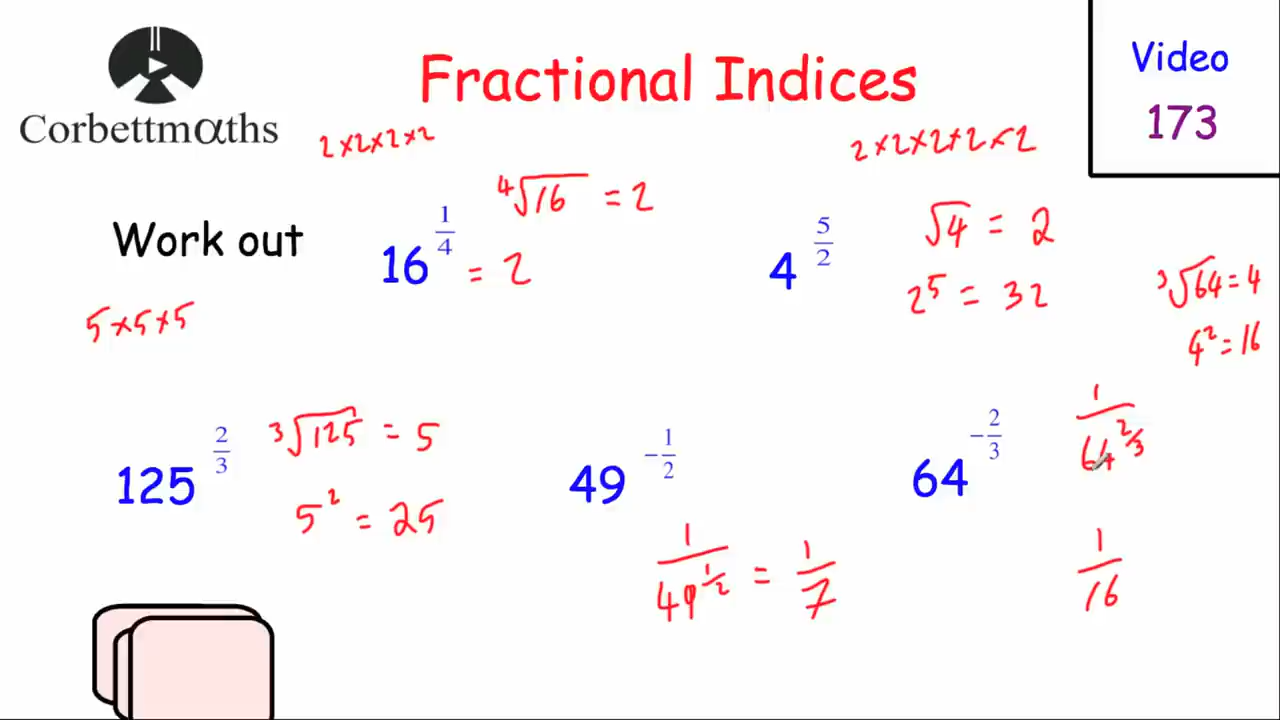 Corbettmαths
Fractional Indices
Video
173
2×2×2×2
2×2×2×2×2
Work out
16^(1/4)
⁴√16 = 2
= 2
4^(5/2)
√4 = 2
2⁵ = 32
³√64 = 4
4² = 16
5×5×5
125^(2/3)
³√125 = 5
5² = 25
49^(-1/2)
1/49^(1/2) = 1/7
64^(-2/3)
1/64^(2/3)
1/16